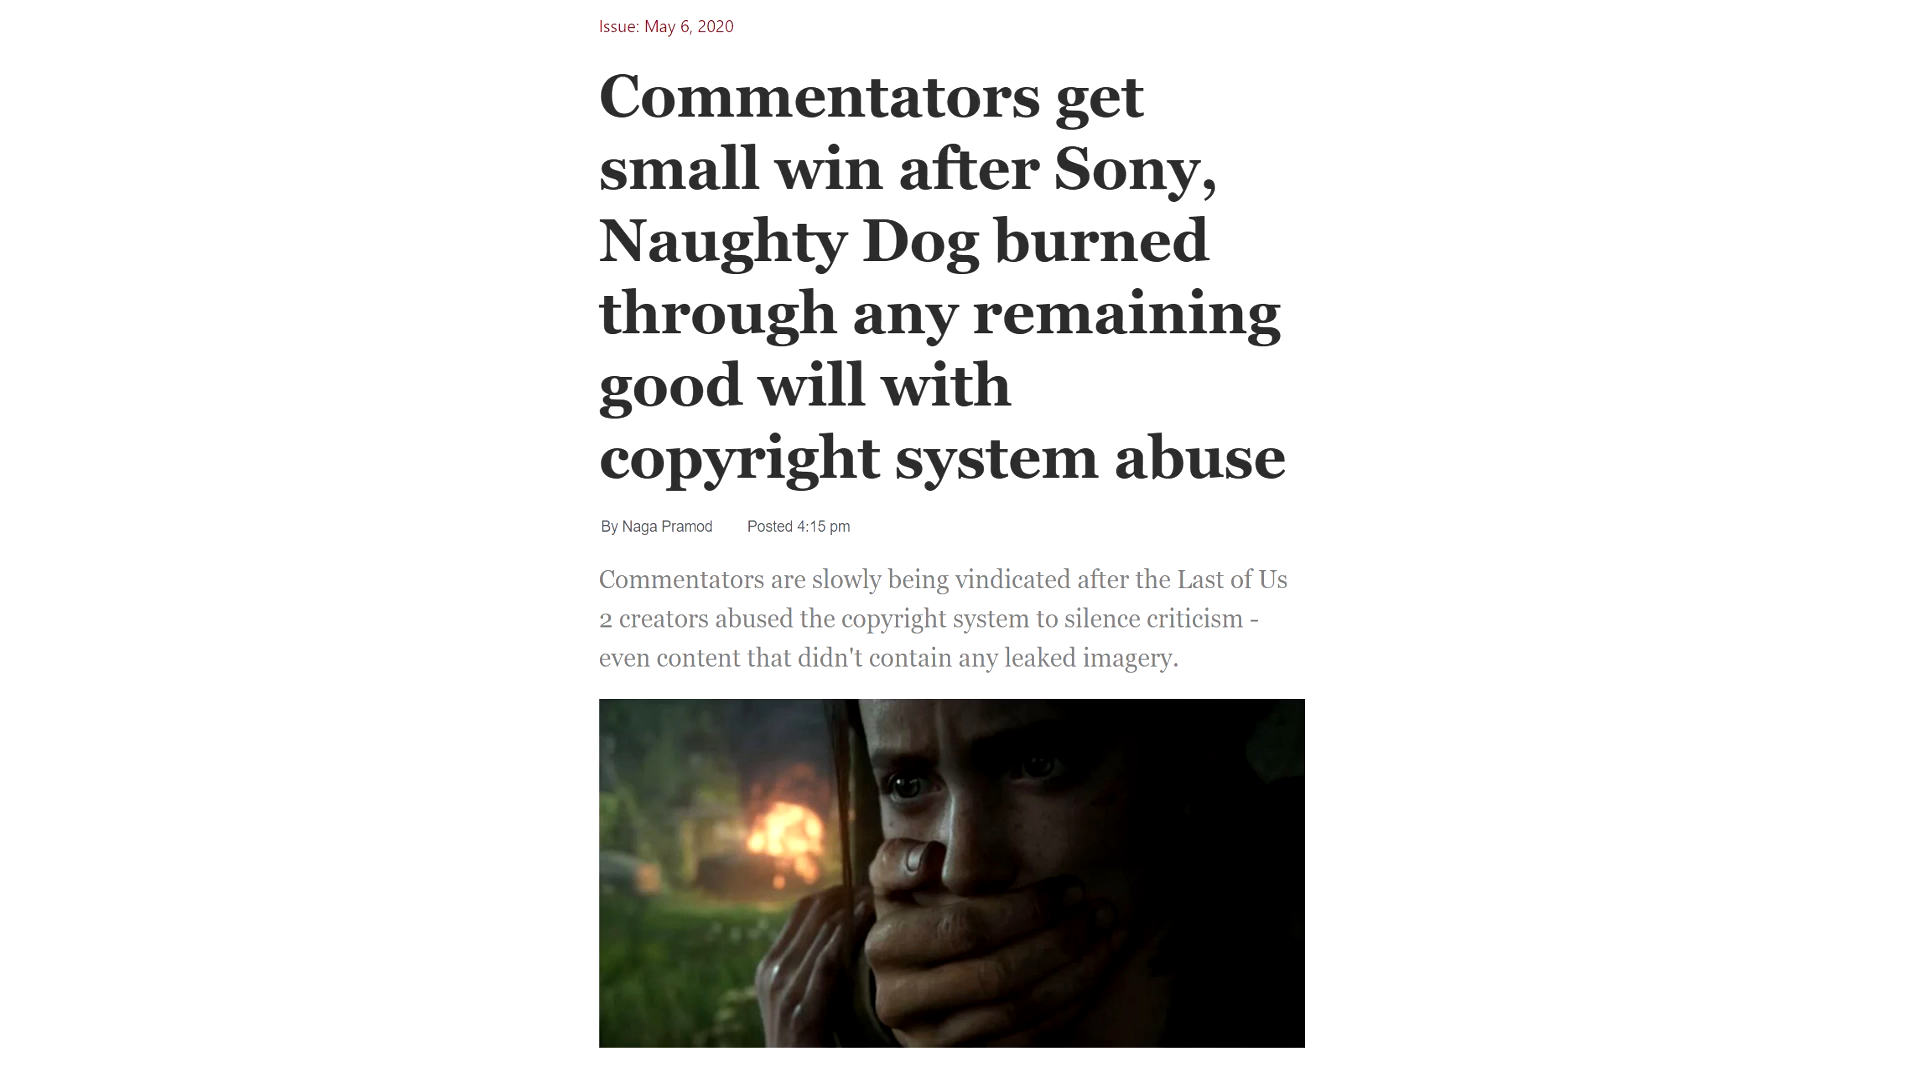 Issue: May 6, 2020
Commentators get
small win after Sony,
Naughty Dog burned
through any remaining
good will with
copyright system abuse
By Naga Pramod Posted 4:15 pm
Commentators are slowly being vindicated after the Last of Us
2 creators abused the copyright system to silence criticism -
even content that didn't contain any leaked imagery.